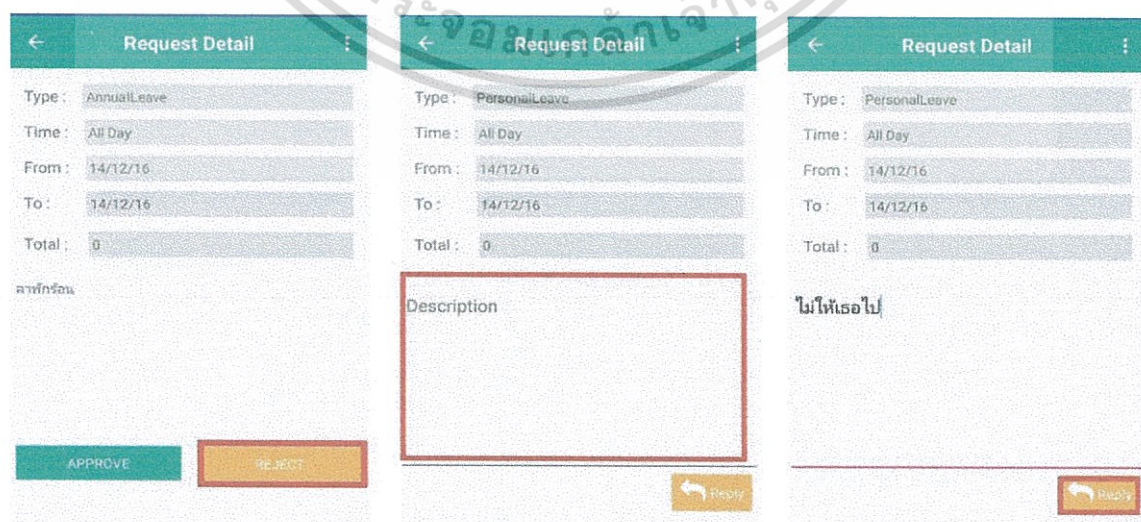 Request Detail
Type : AnnualLeave
Time : All Day
From : 14/12/16
To : 14/12/16
Total : 0
ลาพักร้อน
APPROVE
REJECT
Request Detail
Type : PersonalLeave
Time : All Day
From : 14/12/16
To : 14/12/16
Total : 0
Description
Reply
Request Detail
Type : PersonalLeave
Time : All Day
From : 14/12/16
To : 14/12/16
Total : 0
ไม่ให้เธอไป
Reply